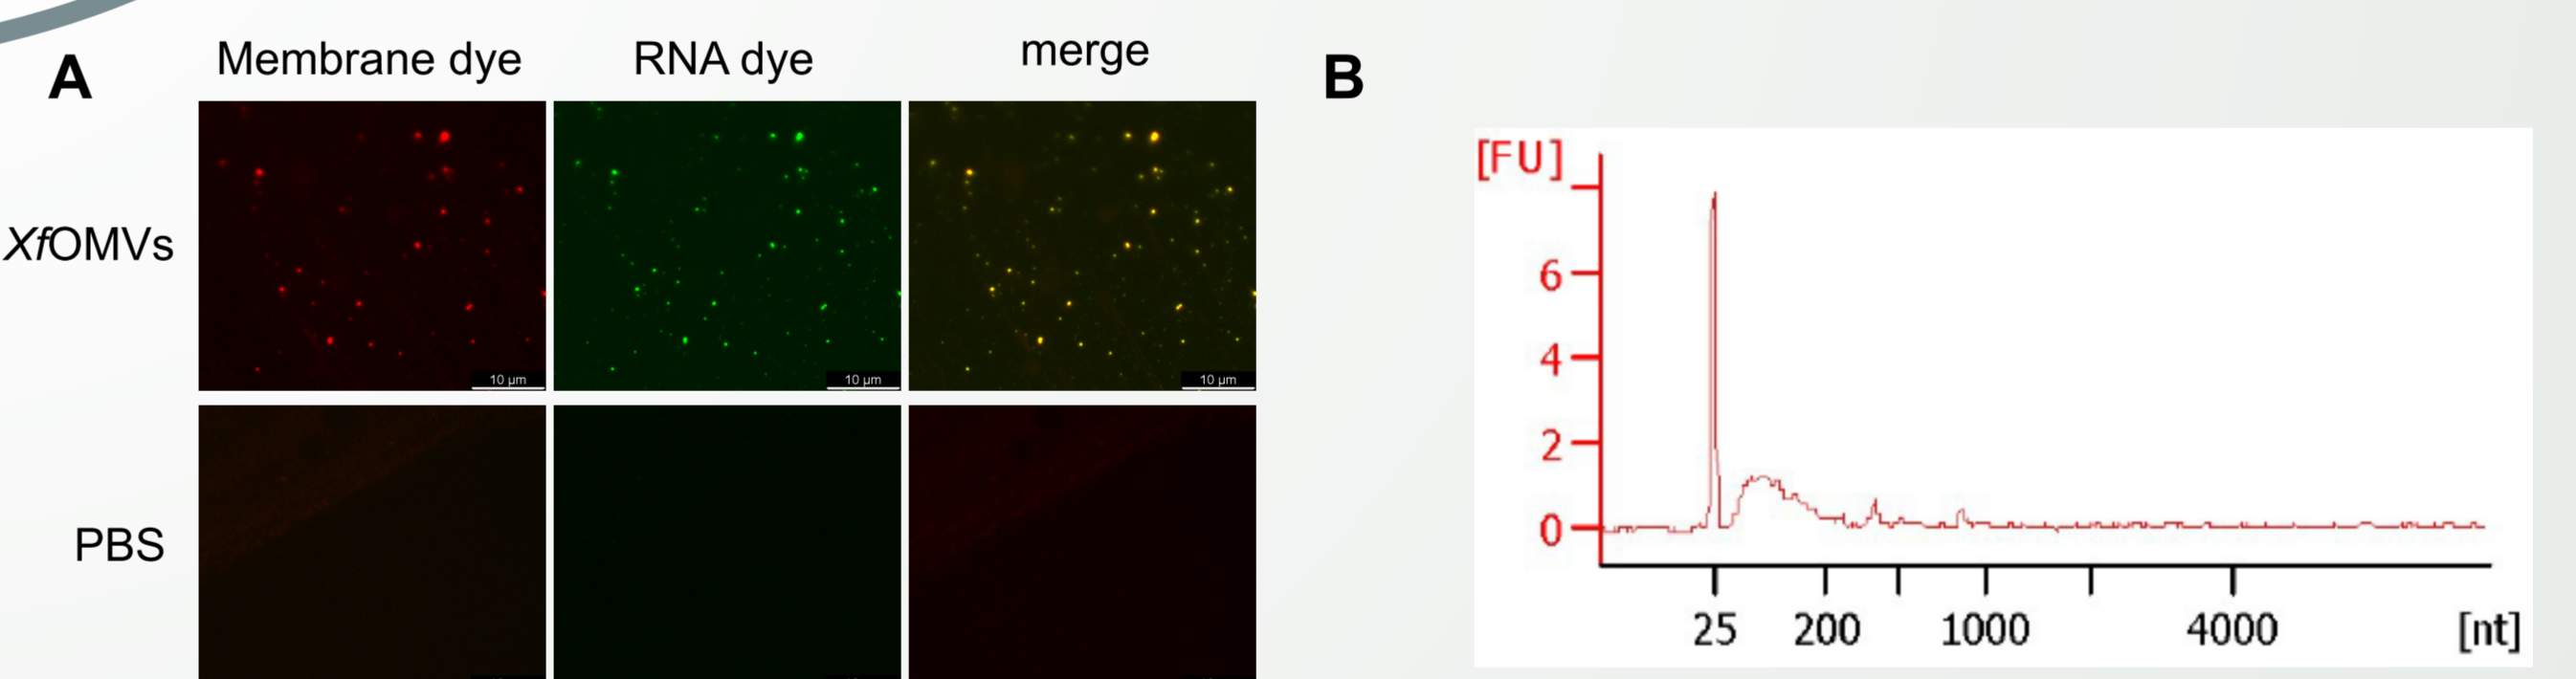 A
Membrane dye
RNA dye
merge
XfOMVs
10 µm
10 µm
10 µm
PBS
B
[FU]
6
4
2
0
25
200
1000
4000
[nt]